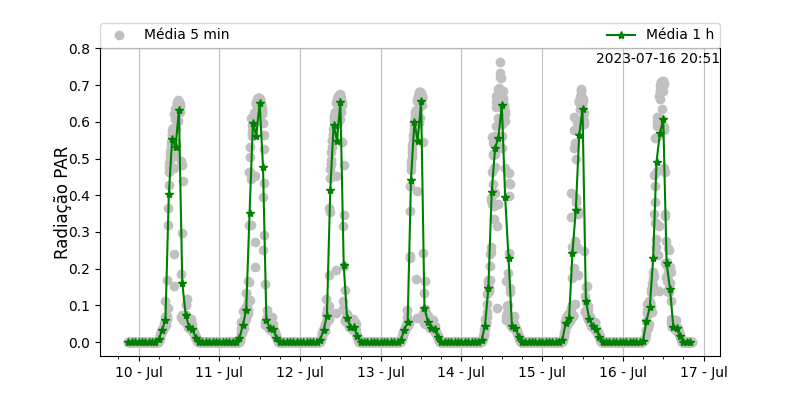 Média 5 min
Média 1 h
2023-07-16 20:51
Radiação PAR
0.8
0.7
0.6
0.5
0.4
0.3
0.2
0.1
0.0
10 - Jul
11 - Jul
12 - Jul
13 - Jul
14 - Jul
15 - Jul
16 - Jul
17 - Jul